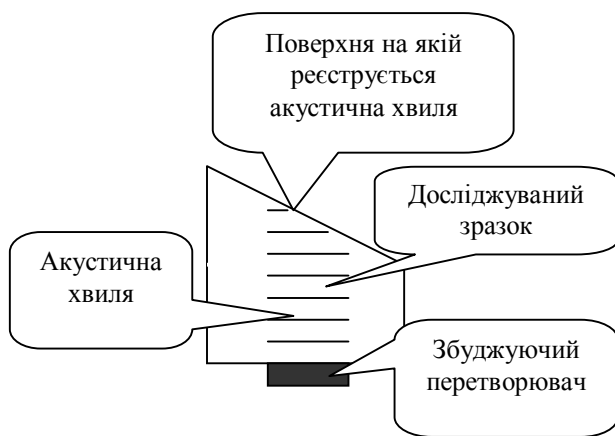 Поверхня на якій
реєструється
акустична хвиля
Досліджуваний
зразок
Акустична
хвиля
Збуджуючий
перетворювач